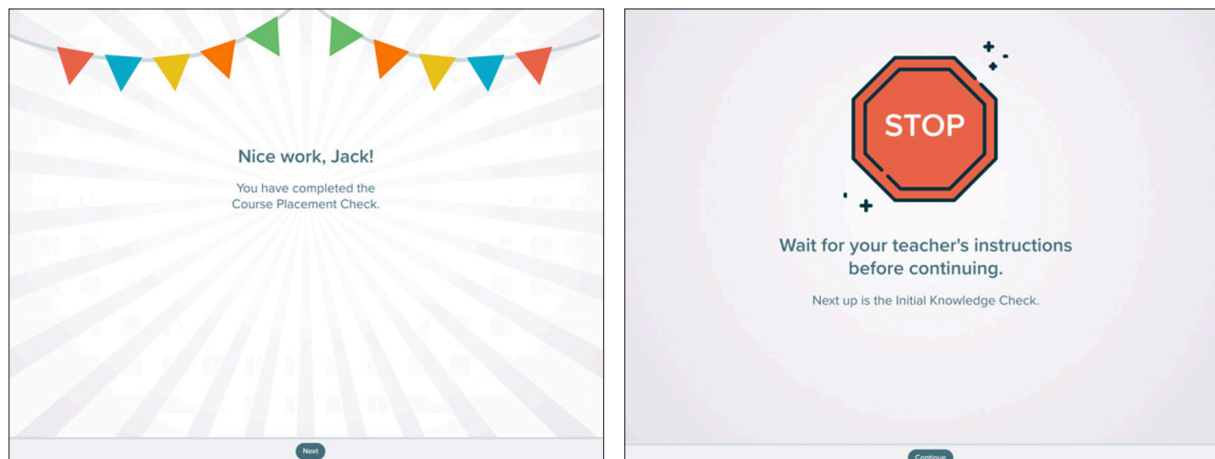 Nice work, Jack!
You have completed the
Course Placement Check.
Next
STOP
Wait for your teacher's instructions
before continuing.
Next up is the Initial Knowledge Check.
Continue